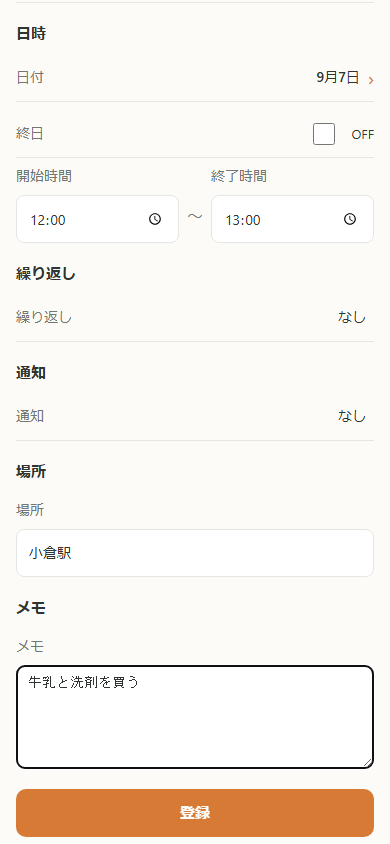 日時
日付 9月7日 ›
終日 OFF
開始時間 終了時間
12:00 ～ 13:00
繰り返し
繰り返し なし
通知
通知 なし
場所
場所
小倉駅
メモ
メモ
牛乳と洗剤を買う
登録